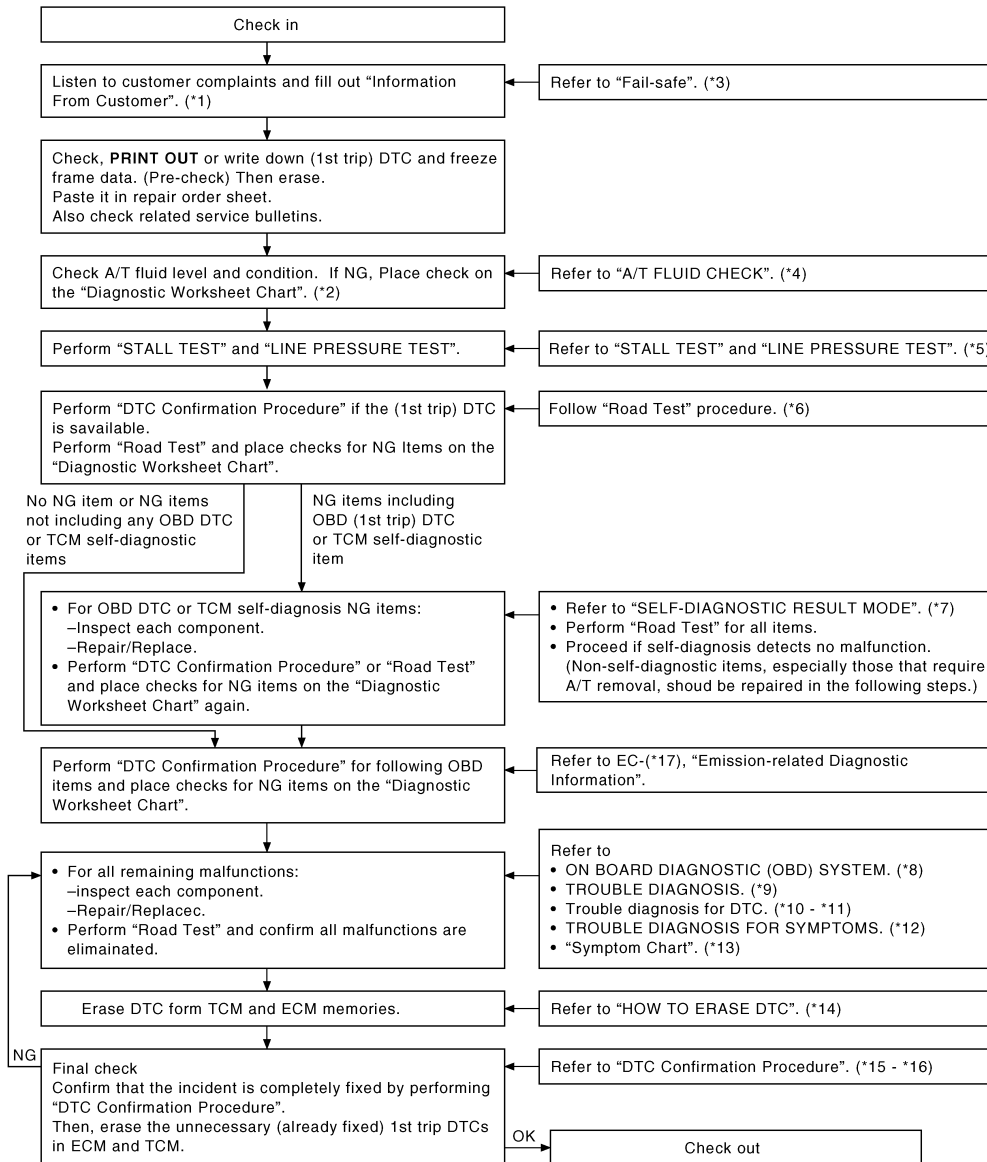 Check in
Listen to customer complaints and fill out “Information
From Customer”. (*1)
Refer to “Fail-safe”. (*3)
Check, PRINT OUT or write down (1st trip) DTC and freeze
frame data. (Pre-check) Then erase.
Paste it in repair order sheet.
Also check related service bulletins.
Check A/T fluid level and condition. If NG, Place check on
the “Diagnostic Worksheet Chart”. (*2)
Refer to “A/T FLUID CHECK”. (*4)
Perform “STALL TEST” and “LINE PRESSURE TEST”.
Refer to “STALL TEST” and “LINE PRESSURE TEST”. (*5)
Perform “DTC Confirmation Procedure” if the (1st trip) DTC
is savailable.
Perform “Road Test” and place checks for NG Items on the
“Diagnostic Worksheet Chart”.
Follow “Road Test” procedure. (*6)
No NG item or NG items
not including any OBD DTC
or TCM self-diagnostic
items
NG items including
OBD (1st trip) DTC
or TCM self-diagnostic
item
• For OBD DTC or TCM self-diagnosis NG items:
–Inspect each component.
–Repair/Replace.
• Perform “DTC Confirmation Procedure” or “Road Test”
and place checks for NG items on the “Diagnostic
Worksheet Chart” again.
• Refer to “SELF-DIAGNOSTIC RESULT MODE”. (*7)
• Perform “Road Test” for all items.
• Proceed if self-diagnosis detects no malfunction.
(Non-self-diagnostic items, especially those that require
A/T removal, shoud be repaired in the following steps.)
Perform “DTC Confirmation Procedure” for following OBD
items and place checks for NG items on the “Diagnostic
Worksheet Chart”.
Refer to EC-(*17), “Emission-related Diagnostic
Information”.
• For all remaining malfunctions:
–inspect each component.
–Repair/Replacec.
• Perform “Road Test” and confirm all malfunctions are
elimainated.
Refer to
• ON BOARD DIAGNOSTIC (OBD) SYSTEM. (*8)
• TROUBLE DIAGNOSIS. (*9)
• Trouble diagnosis for DTC. (*10 - *11)
• TROUBLE DIAGNOSIS FOR SYMPTOMS. (*12)
• “Symptom Chart”. (*13)
Erase DTC form TCM and ECM memories.
Refer to “HOW TO ERASE DTC”. (*14)
NG
Final check
Confirm that the incident is completely fixed by performing
“DTC Confirmation Procedure”.
Then, erase the unnecessary (already fixed) 1st trip DTCs
in ECM and TCM.
Refer to “DTC Confirmation Procedure”. (*15 - *16)
OK
Check out